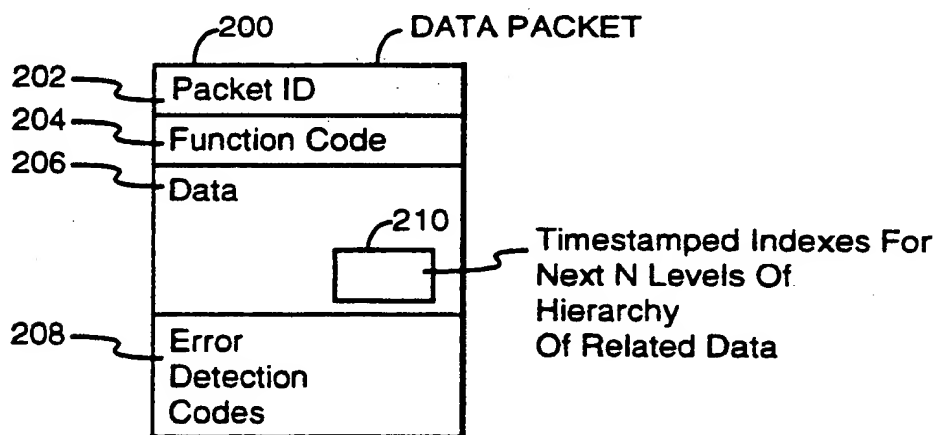 200 DATA PACKET
202 Packet ID
204 Function Code
206 Data
210
Timestamped Indexes For
Next N Levels Of
Hierarchy
Of Related Data
208 Error
Detection
Codes